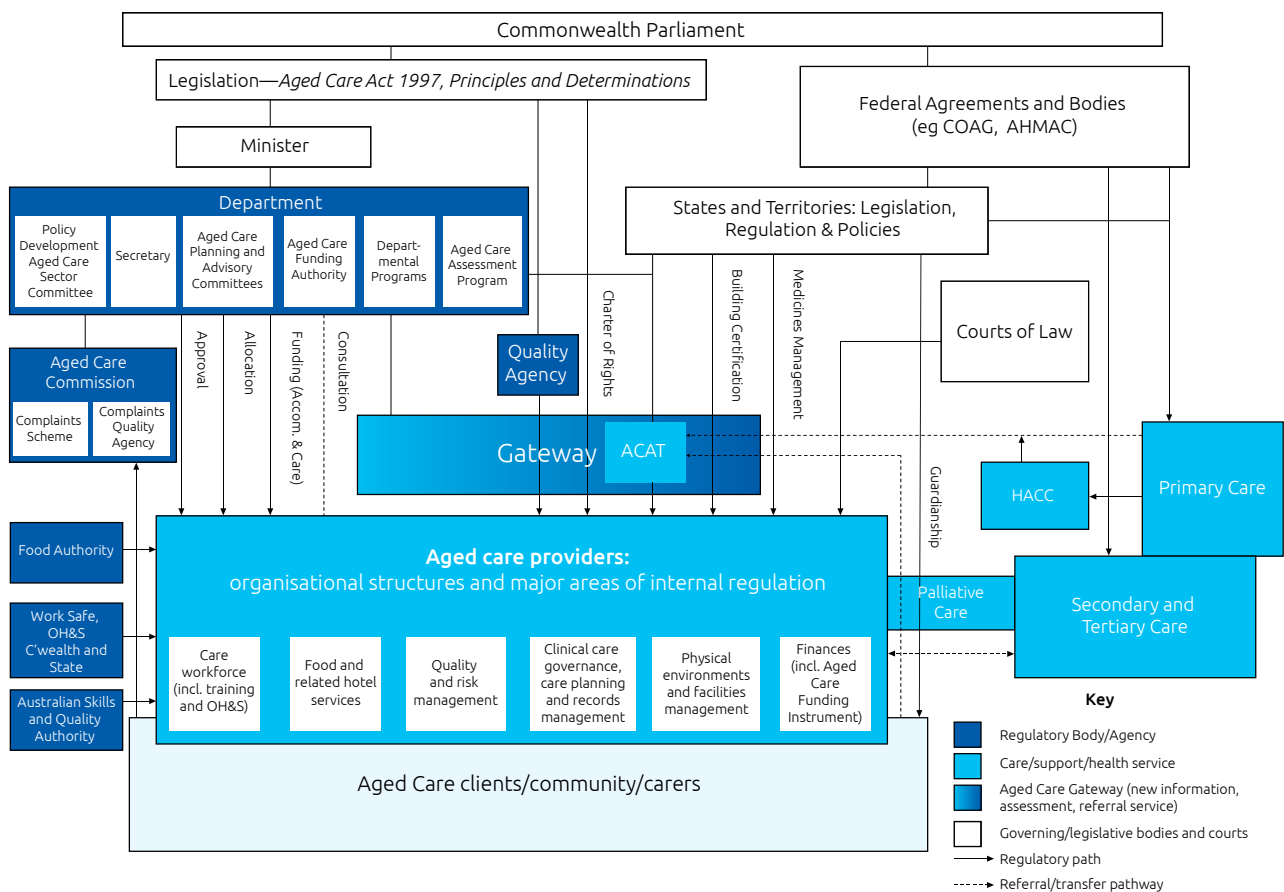 Commonwealth Parliament
Legislation—Aged Care Act 1997, Principles and Determinations
Federal Agreements and Bodies
(eg COAG, AHMAC)
Minister
Department
Policy
Development
Aged Care
Sector
Committee
Secretary
Aged Care
Planning and
Advisory
Committees
Aged Care
Funding
Authority
Depart-
mental
Programs
Aged Care
Assessment
Program
States and Territories: Legislation,
Regulation & Policies
Courts of Law
Aged Care
Commission
Complaints
Scheme
Complaints
Quality
Agency
Approval
Allocation
Funding (Accom. & Care)
Consultation
Quality
Agency
Charter of Rights
Building Certification
Medicines Management
Guardianship
Gateway
ACAT
HACC
Primary Care
Food Authority
Work Safe,
OH&S
C'wealth and
State
Australian Skills
and Quality
Authority
Aged care providers:
organisational structures and major areas of internal regulation
Care
workforce
(incl. training
and OH&S)
Food and
related hotel
services
Quality
and risk
management
Clinical care
governance,
care planning
and records
management
Physical
environments
and facilities
management
Finances
(incl. Aged
Care
Funding
Instrument)
Palliative
Care
Secondary and
Tertiary Care
Aged Care clients/community/carers
Key
Regulatory Body/Agency
Care/support/health service
Aged Care Gateway (new information,
assessment, referral service)
Governing/legislative bodies and courts
Regulatory path
Referral/transfer pathway